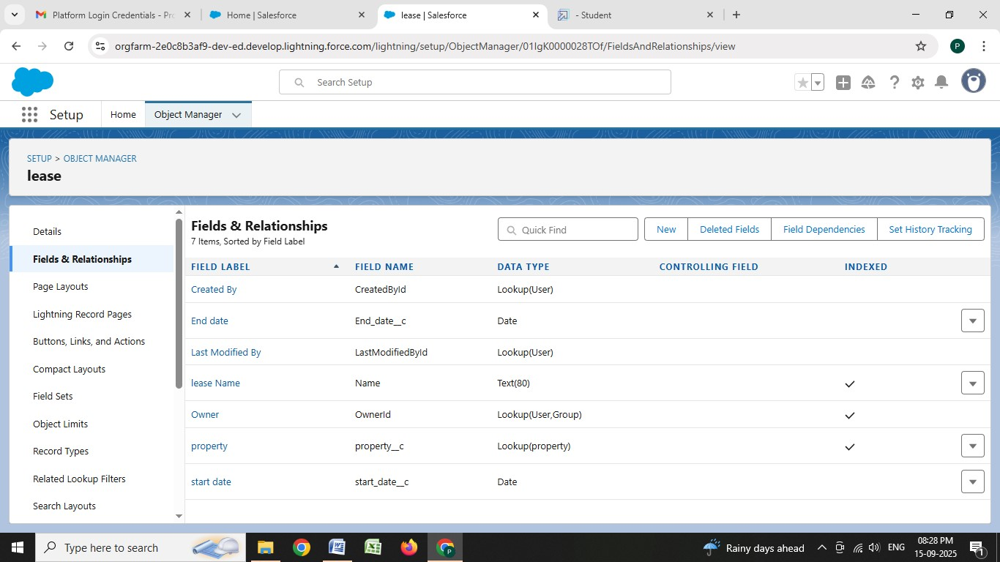 Platform Login Credentials - Pr
Home | Salesforce
lease | Salesforce
- Student
orgfarm-2e0c8b3af9-dev-ed.develop.lightning.force.com/lightning/setup/ObjectManager/01IgK0000028TOf/FieldsAndRelationships/view
P
Search Setup
Setup
Home
Object Manager
SETUP > OBJECT MANAGER
lease
Details
Fields & Relationships
Page Layouts
Lightning Record Pages
Buttons, Links, and Actions
Compact Layouts
Field Sets
Object Limits
Record Types
Related Lookup Filters
Search Layouts
Fields & Relationships
7 Items, Sorted by Field Label
Quick Find
New
Deleted Fields
Field Dependencies
Set History Tracking
FIELD LABEL FIELD NAME DATA TYPE CONTROLLING FIELD INDEXED
Created By CreatedById Lookup(User)
End date End_date__c Date
Last Modified By LastModifiedById Lookup(User)
lease Name Name Text(80)
Owner OwnerId Lookup(User,Group)
property property__c Lookup(property)
start date start_date__c Date
Type here to search
P
Rainy days ahead
ENG
08:28 PM
15-09-2025
1